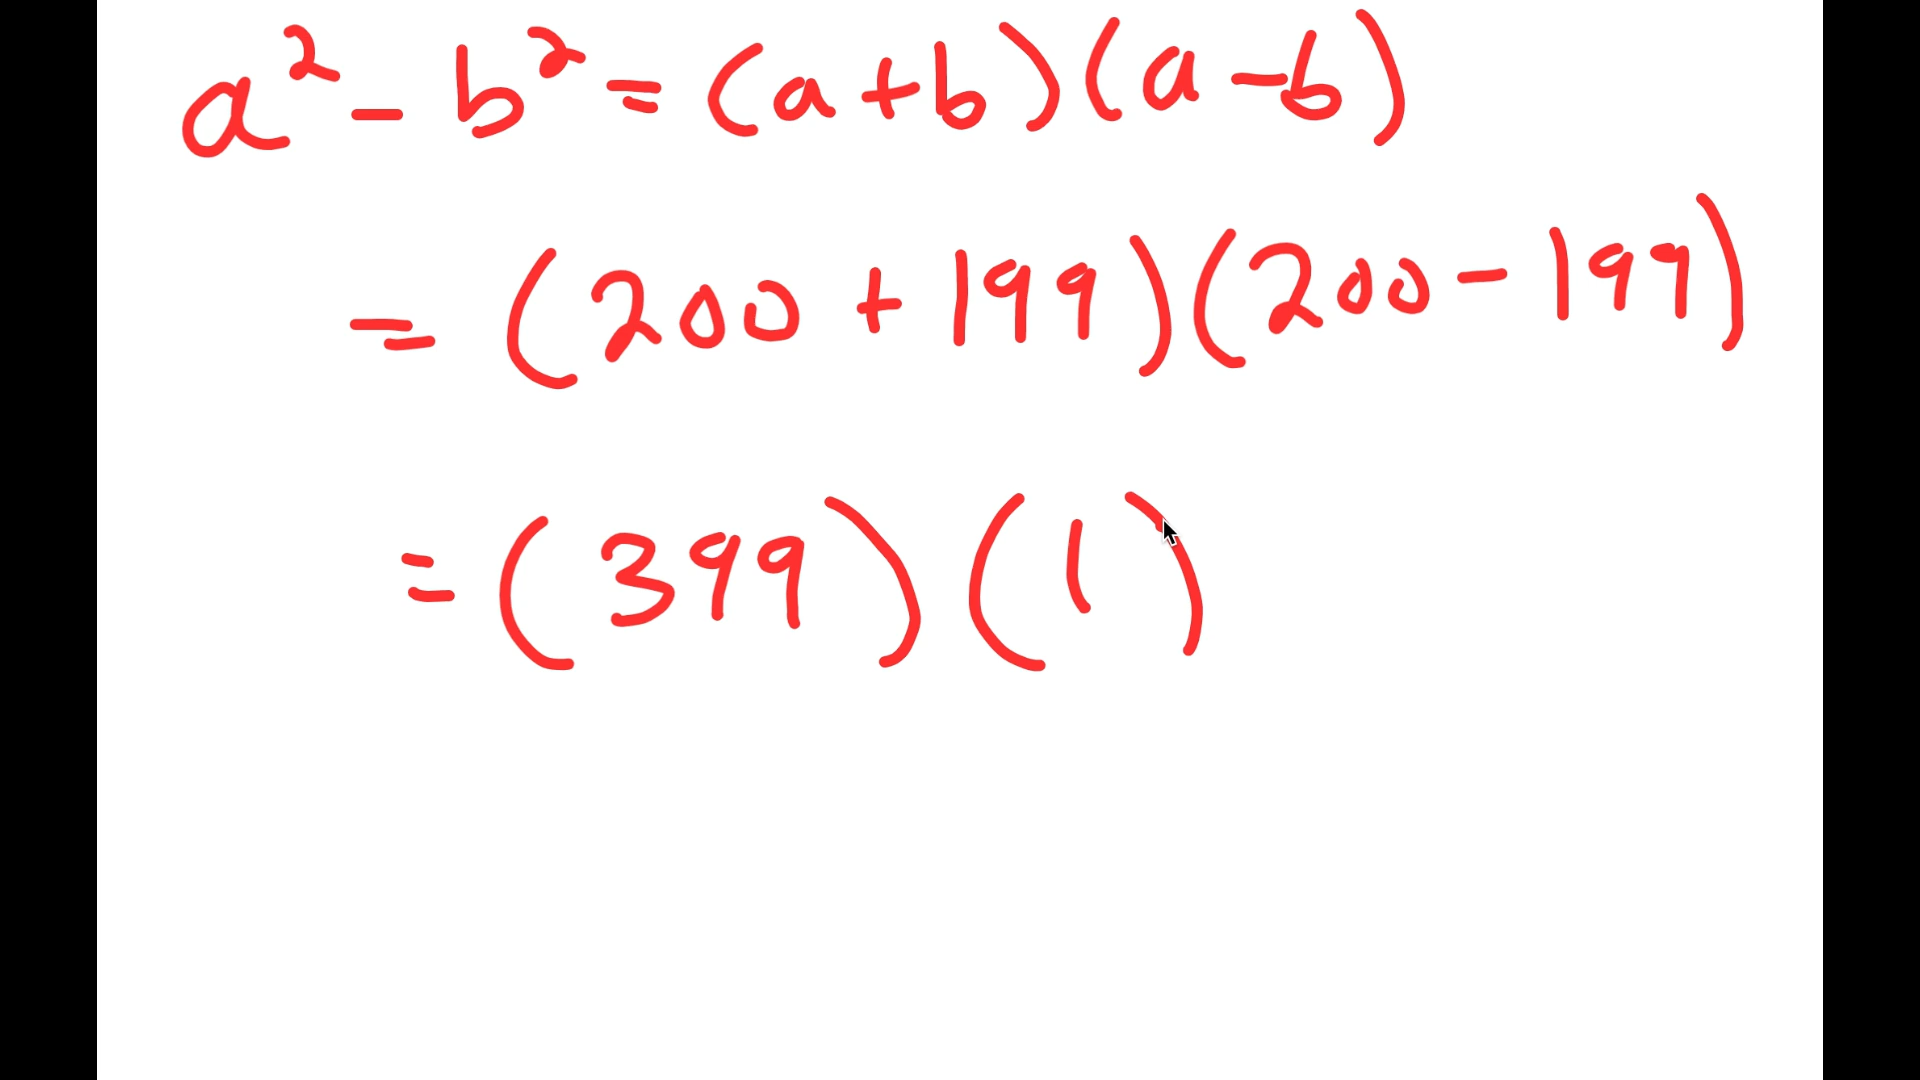 a² - b² = (a+b)(a-b)
= (200 + 199)(200 - 199)
= (399)(1)